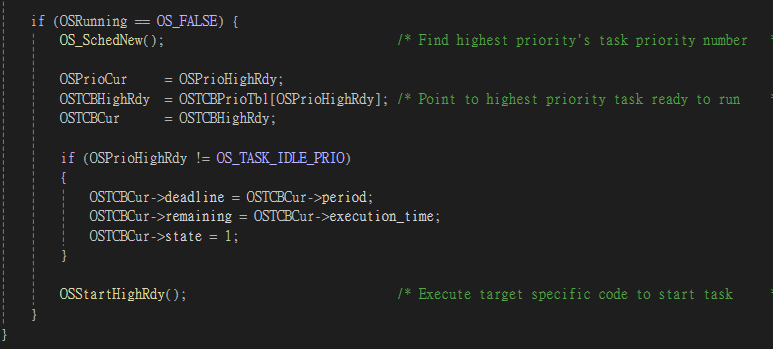 if (OSRunning == OS_FALSE) {
OS_SchedNew(); /* Find highest priority's task priority number *
OSPrioCur = OSPrioHighRdy;
OSTCBHighRdy = OSTCBPrioTbl[OSPrioHighRdy]; /* Point to highest priority task ready to run *
OSTCBCur = OSTCBHighRdy;
if (OSPrioHighRdy != OS_TASK_IDLE_PRIO)
{
OSTCBCur->deadline = OSTCBCur->period;
OSTCBCur->remaining = OSTCBCur->execution_time;
OSTCBCur->state = 1;
}
OSStartHighRdy(); /* Execute target specific code to start task *
}
}